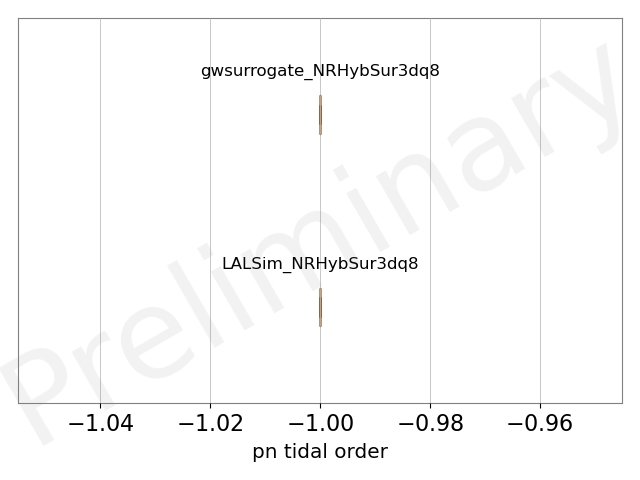 gwsurrogate_NRHybSur3dq8
LALSim_NRHybSur3dq8
Preliminary
−1.04 −1.02 −1.00 −0.98 −0.96
pn tidal order